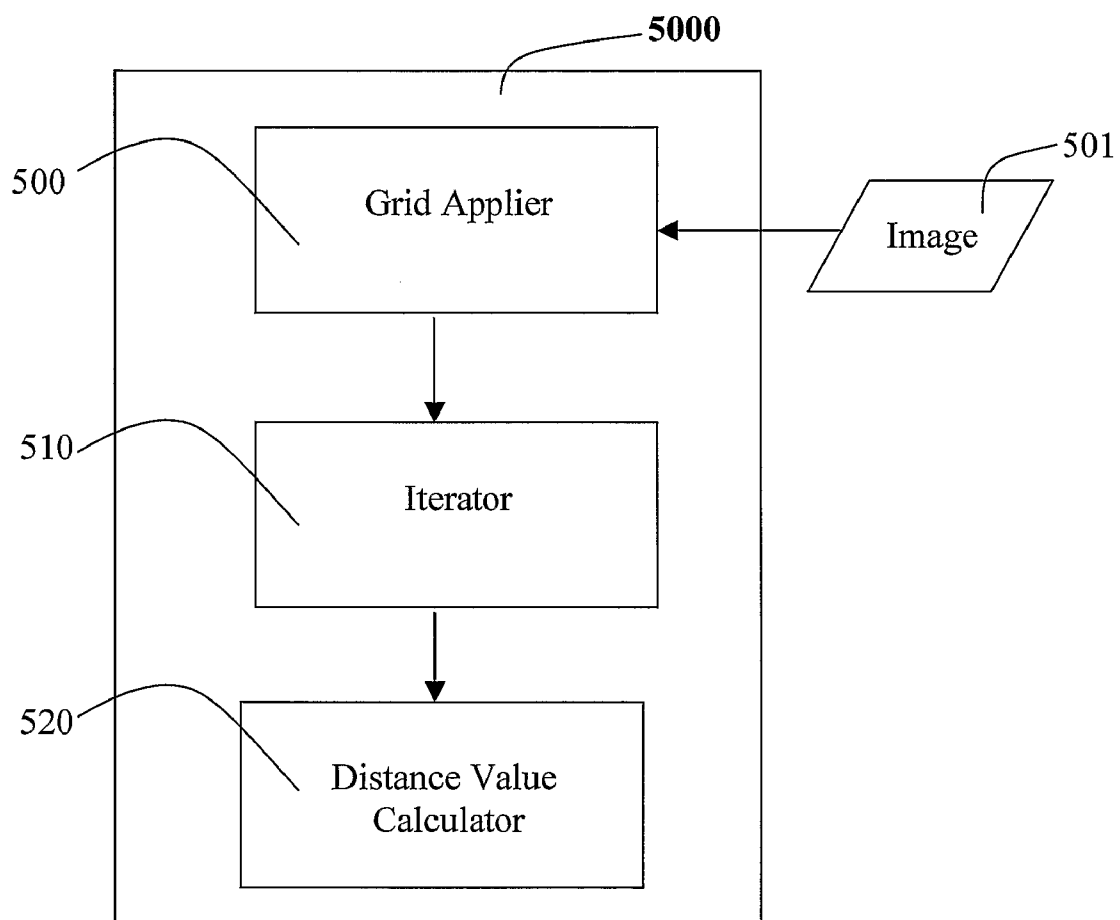 5000
501
500
Grid Applier
Image
510
Iterator
520
Distance Value
Calculator